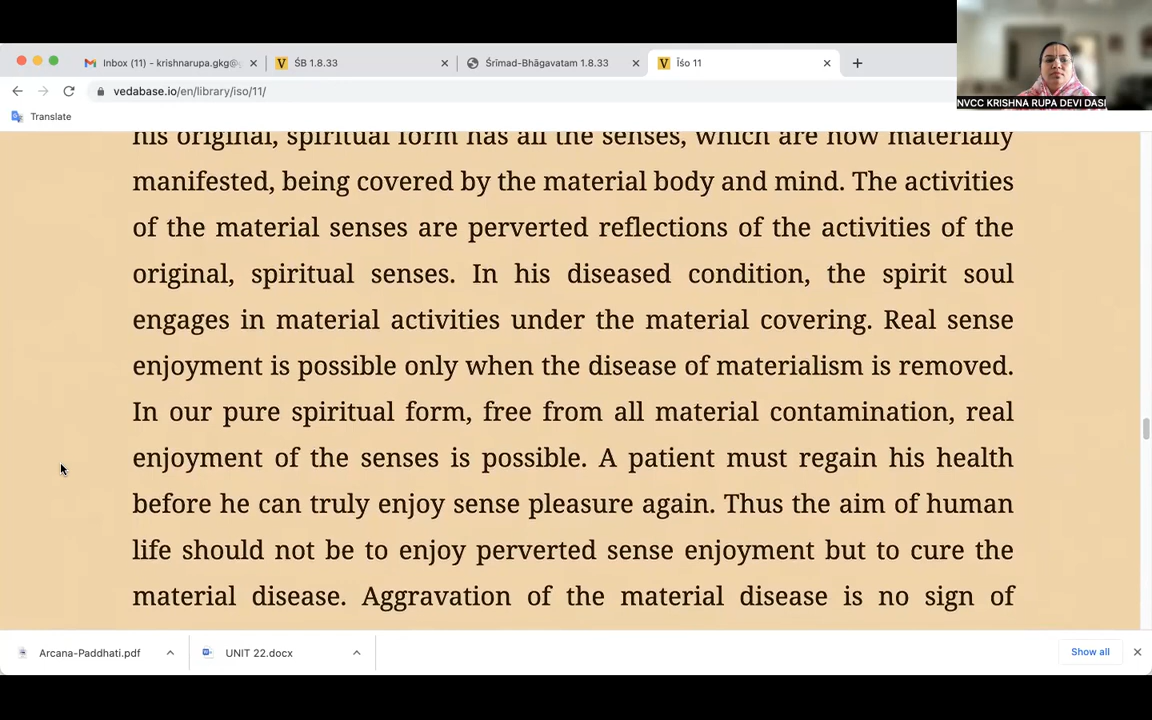 Inbox (11) - krishnarupa.gkg@g
ŚB 1.8.33
Śrīmad-Bhāgavatam 1.8.33
Īśo 11
NVCC KRISHNA RUPA DEVI DASI
vedabase.io/en/library/iso/11/
Translate
his original, spiritual form has all the senses, which are now materially
manifested, being covered by the material body and mind. The activities
of the material senses are perverted reflections of the activities of the
original, spiritual senses. In his diseased condition, the spirit soul
engages in material activities under the material covering. Real sense
enjoyment is possible only when the disease of materialism is removed.
In our pure spiritual form, free from all material contamination, real
enjoyment of the senses is possible. A patient must regain his health
before he can truly enjoy sense pleasure again. Thus the aim of human
life should not be to enjoy perverted sense enjoyment but to cure the
material disease. Aggravation of the material disease is no sign of
Arcana-Paddhati.pdf
UNIT 22.docx
Show all